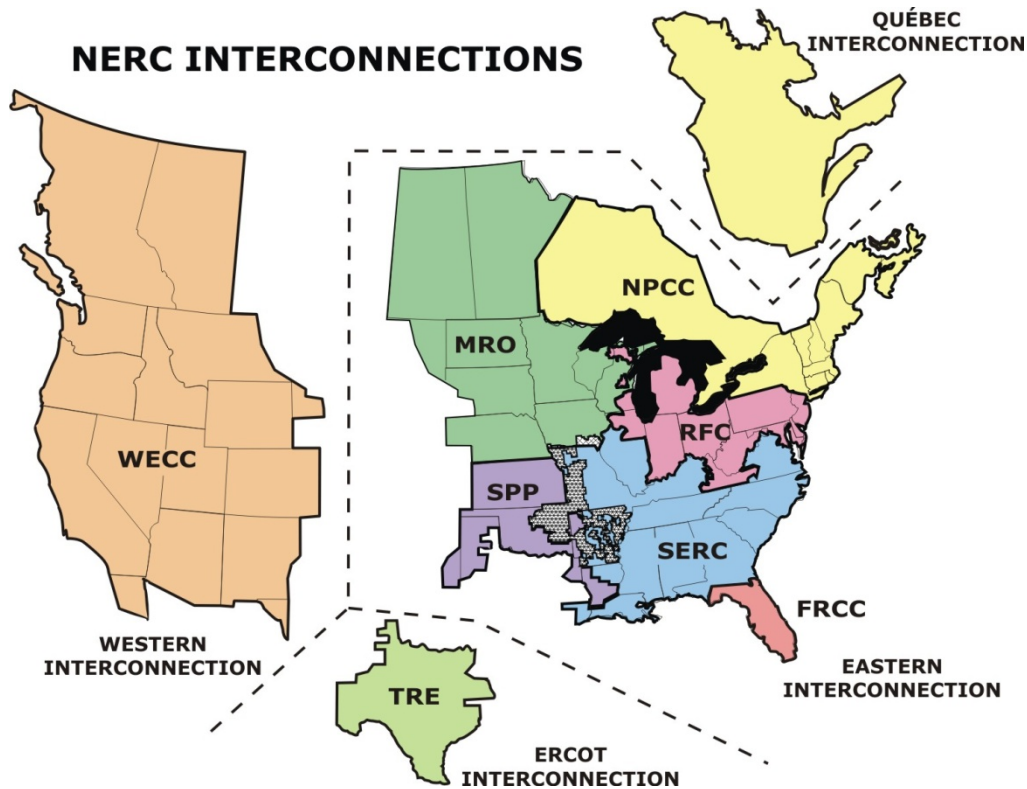 QUÉBEC
INTERCONNECTION
NERC INTERCONNECTIONS
NPCC
MRO
RFC
WECC
SPP
SERC
FRCC
WESTERN
INTERCONNECTION
EASTERN
INTERCONNECTION
TRE
ERCOT
INTERCONNECTION